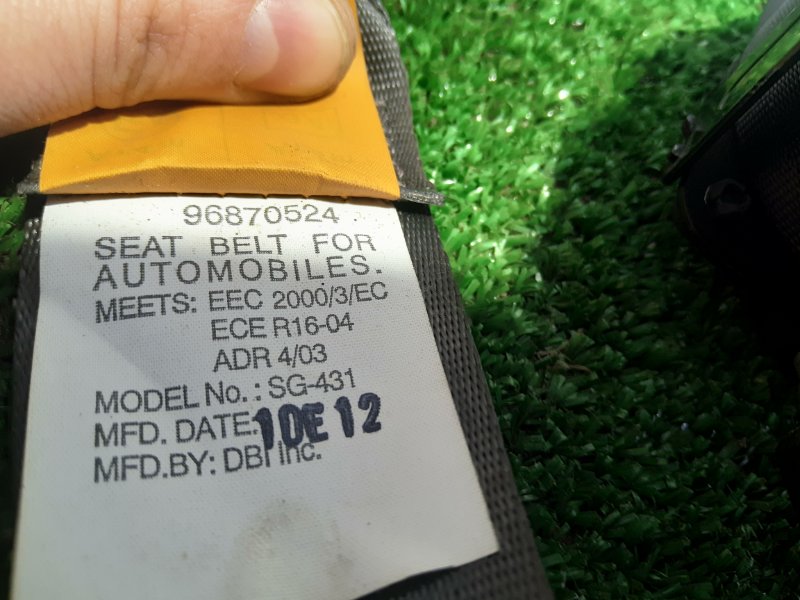 96870524
SEAT BELT FOR
AUTOMOBILES.
MEETS: EEC 2000/3/EC
ECE R16-04
ADR 4/03
MODEL No. : SG-431
MFD. DATE: 10E 12
MFD.BY: DBI inc.